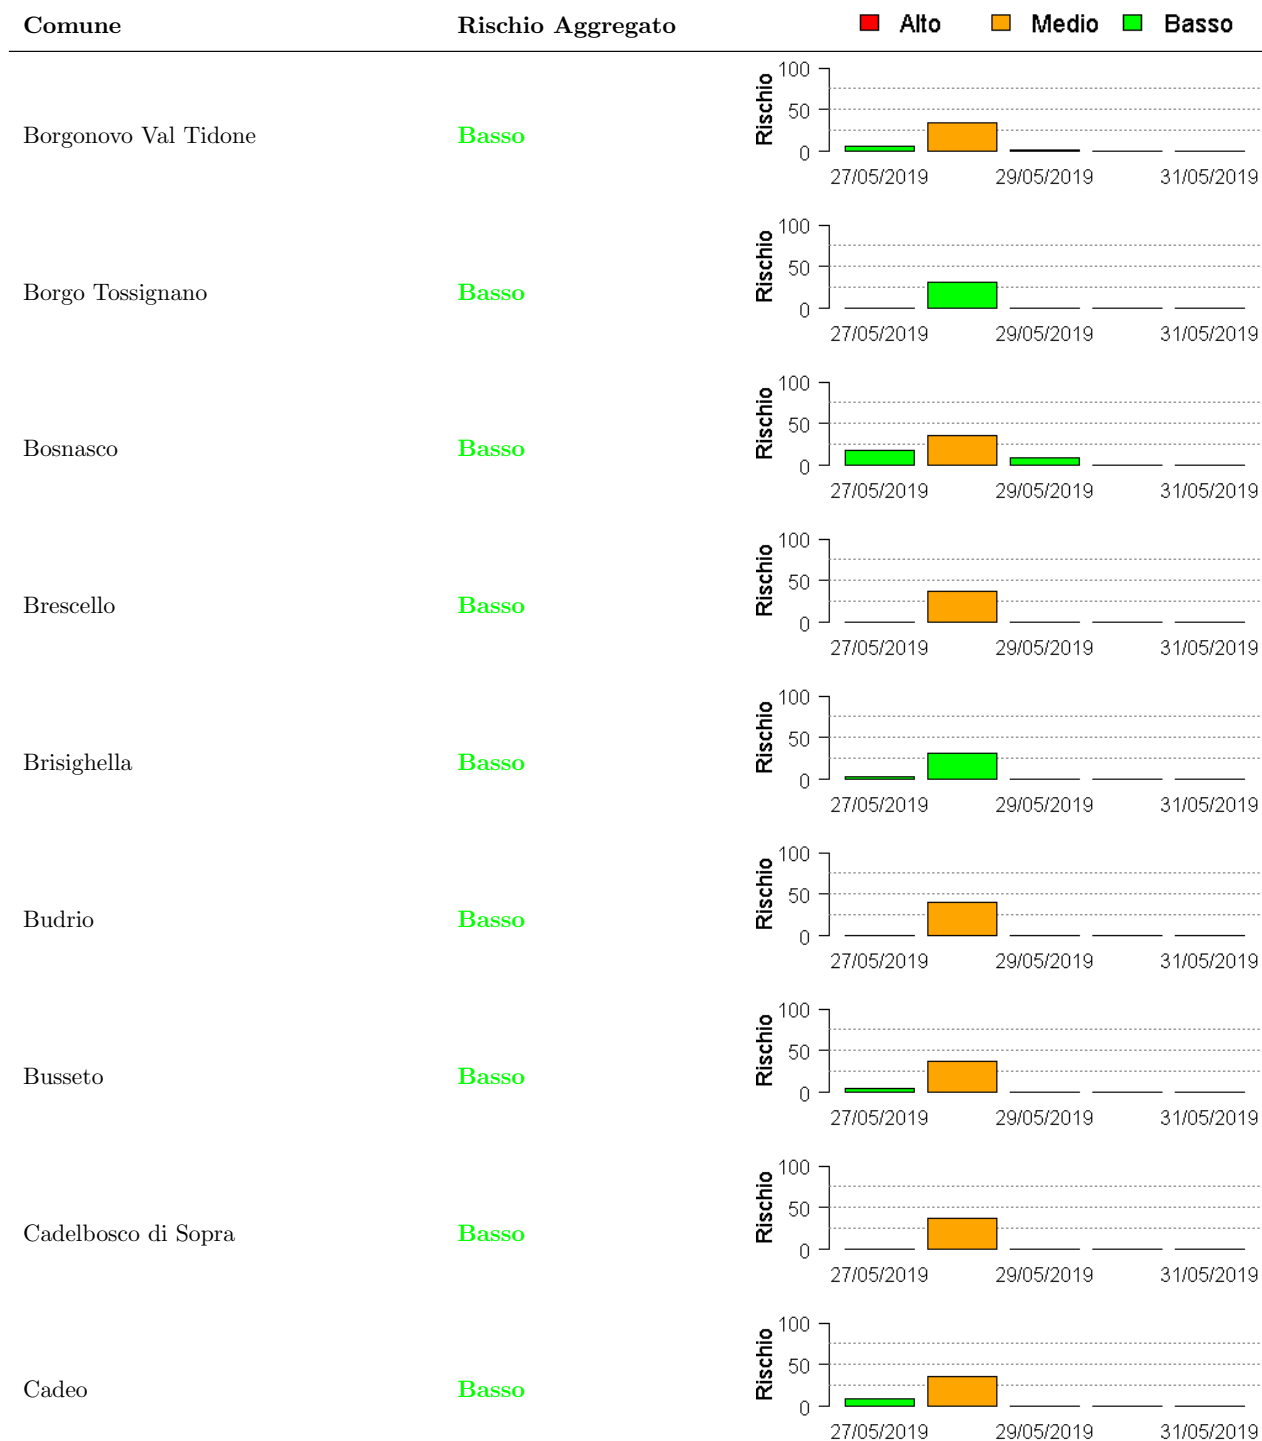 Comune Rischio Aggregato Alto Medio Basso
Borgonovo Val Tidone Basso Rischio 100 50 0
27/05/2019 29/05/2019 31/05/2019
Borgo Tossignano Basso Rischio 100 50 0
27/05/2019 29/05/2019 31/05/2019
Bosnasco Basso Rischio 100 50 0
27/05/2019 29/05/2019 31/05/2019
Brescello Basso Rischio 100 50 0
27/05/2019 29/05/2019 31/05/2019
Brisighella Basso Rischio 100 50 0
27/05/2019 29/05/2019 31/05/2019
Budrio Basso Rischio 100 50 0
27/05/2019 29/05/2019 31/05/2019
Busseto Basso Rischio 100 50 0
27/05/2019 29/05/2019 31/05/2019
Cadelbosco di Sopra Basso Rischio 100 50 0
27/05/2019 29/05/2019 31/05/2019
Cadeo Basso Rischio 100 50 0
27/05/2019 29/05/2019 31/05/2019